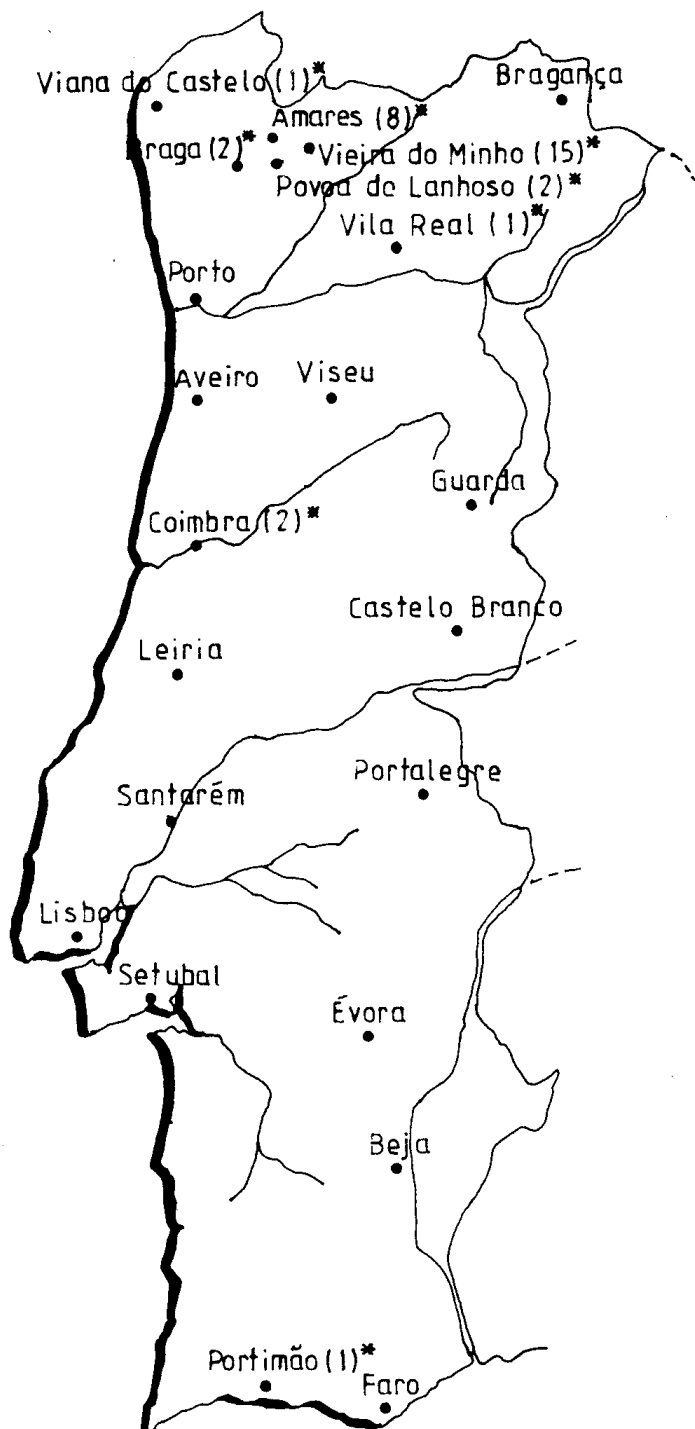 Viana do Castelo (1)*
Bragança
Amares (8)*
Braga (2)*
Vieira do Minho (15)*
Povoa de Lanhoso (2)*
Vila Real (1)*
Porto
Aveiro
Viseu
Guarda
Coimbra (2)*
Castelo Branco
Leiria
Portalegre
Santarém
Lisboa
Setubal
Évora
Beja
Portimão (1)*
Faro